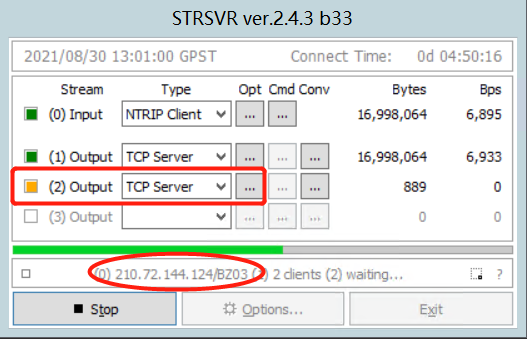 STRSVR ver.2.4.3 b33
2021/08/30 13:01:00 GPST Connect Time: 0d 04:50:16
Stream Type Opt Cmd Conv Bytes Bps
(0) Input NTRIP Client ... ... 16,998,064 6,895
(1) Output TCP Server ... ... ... 16,998,064 6,933
(2) Output TCP Server ... ... ... 889 0
(3) Output ... ... ... 0 0
(0) 210.72.144.124/BZ03 (1) 2 clients (2) waiting... ?
Stop Options... Exit